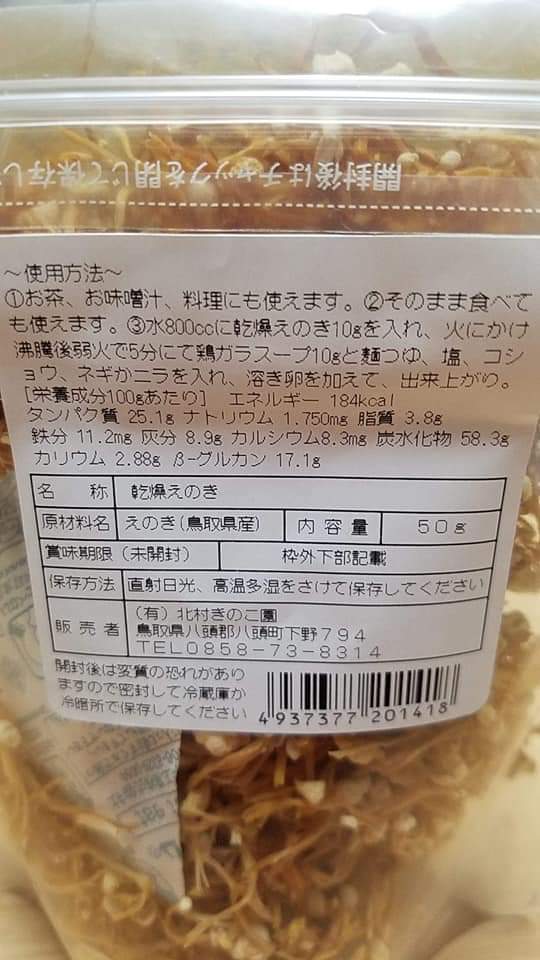 開封後はチャックを閉じて保存し
～使用方法～
①お茶、お味噌汁、料理にも使えます。②そのまま食べて
も使えます。③水800ccに乾燥えのき10gを入れ、火にかけ
沸騰後弱火で5分にて鶏ガラスープ10gと麺つゆ、塩、コシ
ョウ、ネギかニラを入れ、溶き卵を加えて、出来上がり。
[栄養成分100gあたり] エネルギー 184kcal
タンパク質 25.1g ナトリウム 1.750mg 脂質 3.8g
鉄分 11.2mg 灰分 8.9g カルシウム8.3mg 炭水化物 58.3g
カリウム 2.88g β-グルカン 17.1g
名 称 乾燥えのき
原材料名 えのき(鳥取県産) 内容量 50g
賞味期限 (未開封) 枠外下部記載
保存方法 直射日光、高温多湿をさけて保存してください
販売者 (有) 北村きのこ園
鳥取県八頭郡八頭町下野794
TEL0858-73-8314
開封後は変質の恐れがあり
ますので密封して冷蔵庫か
冷暗所で保存してください
4937377201418